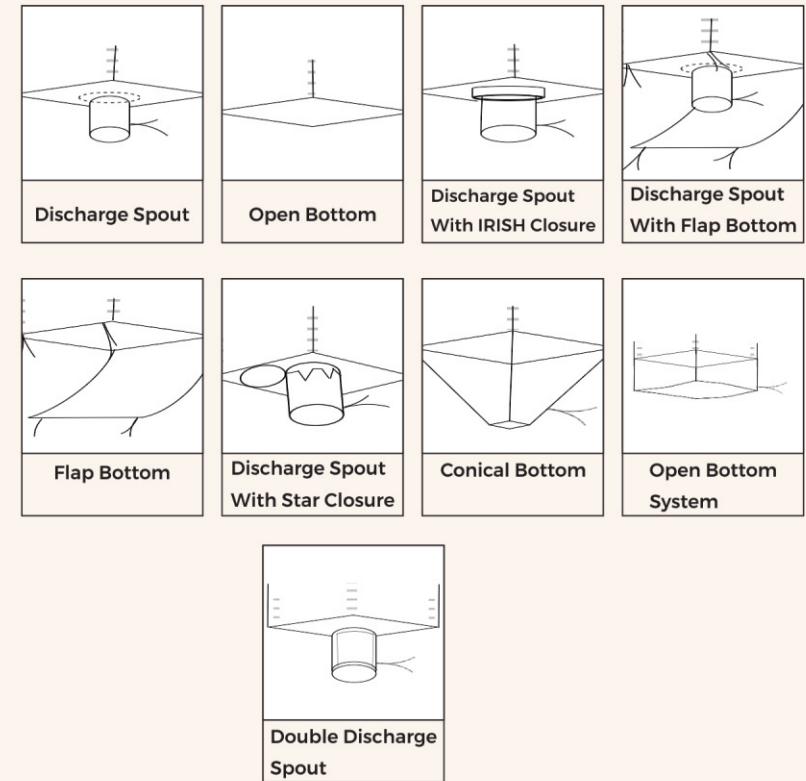 Discharge Spout
Open Bottom
Discharge Spout
With IRISH Closure
Discharge Spout
With Flap Bottom
Flap Bottom
Discharge Spout
With Star Closure
Conical Bottom
Open Bottom
System
Double Discharge
Spout